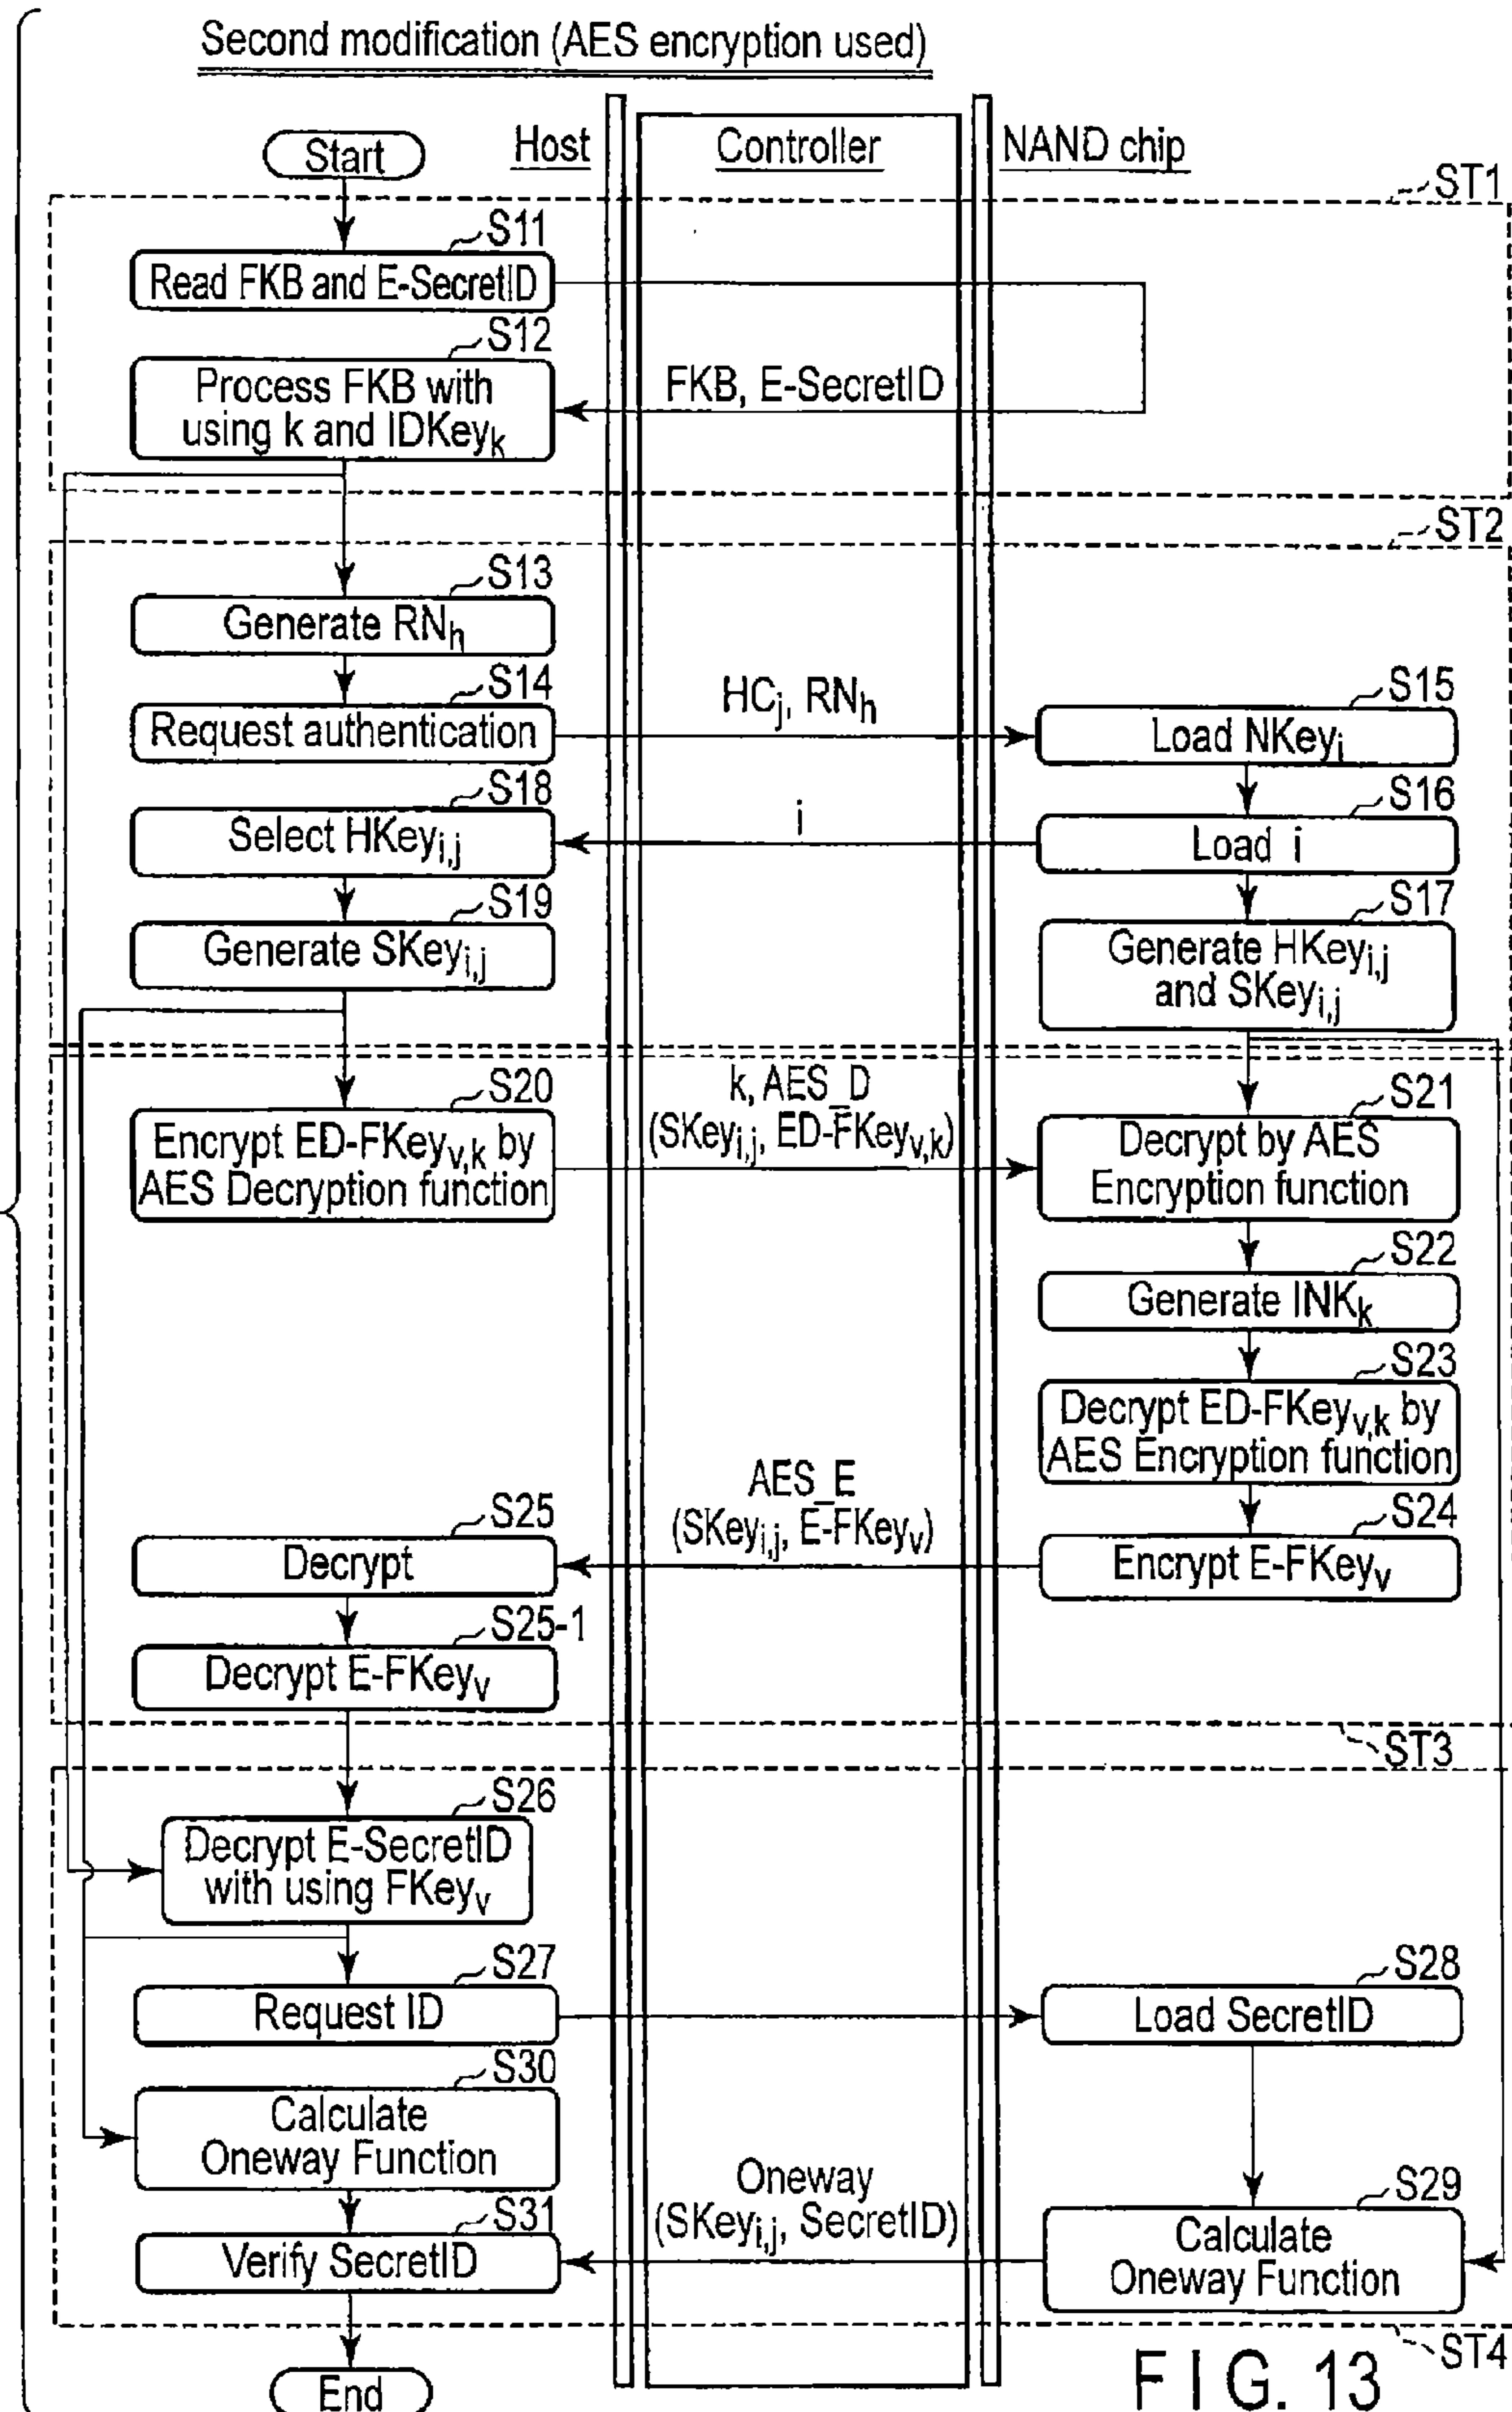 Second modification (AES encryption used)
Host
Controller
NAND chip
Start
ST1
S11
Read FKB and E-SecretID
S12
Process FKB with
using k and IDKeyk
FKB, E-SecretID
ST2
S13
Generate RNh
S14
Request authentication
HCj, RNh
S15
Load NKeyi
S18
Select HKeyi,j
i
S16
Load i
S19
Generate SKeyi,j
S17
Generate HKeyi,j
and SKeyi,j
S20
Encrypt ED-FKeyv,k by
AES Decryption function
k, AES_D
(SKeyi,j, ED-FKeyv,k)
S21
Decrypt by AES
Encryption function
S22
Generate INKk
S23
Decrypt ED-FKeyv,k by
AES Encryption function
S25
Decrypt
AES_E
(SKeyi,j, E-FKeyv)
S24
Encrypt E-FKeyv
S25-1
Decrypt E-FKeyv
ST3
S26
Decrypt E-SecretID
with using FKeyv
S27
Request ID
S28
Load SecretID
S30
Calculate
Oneway Function
S31
Verify SecretID
Oneway
(SKeyi,j, SecretID)
S29
Calculate
Oneway Function
ST4
End
FIG. 13